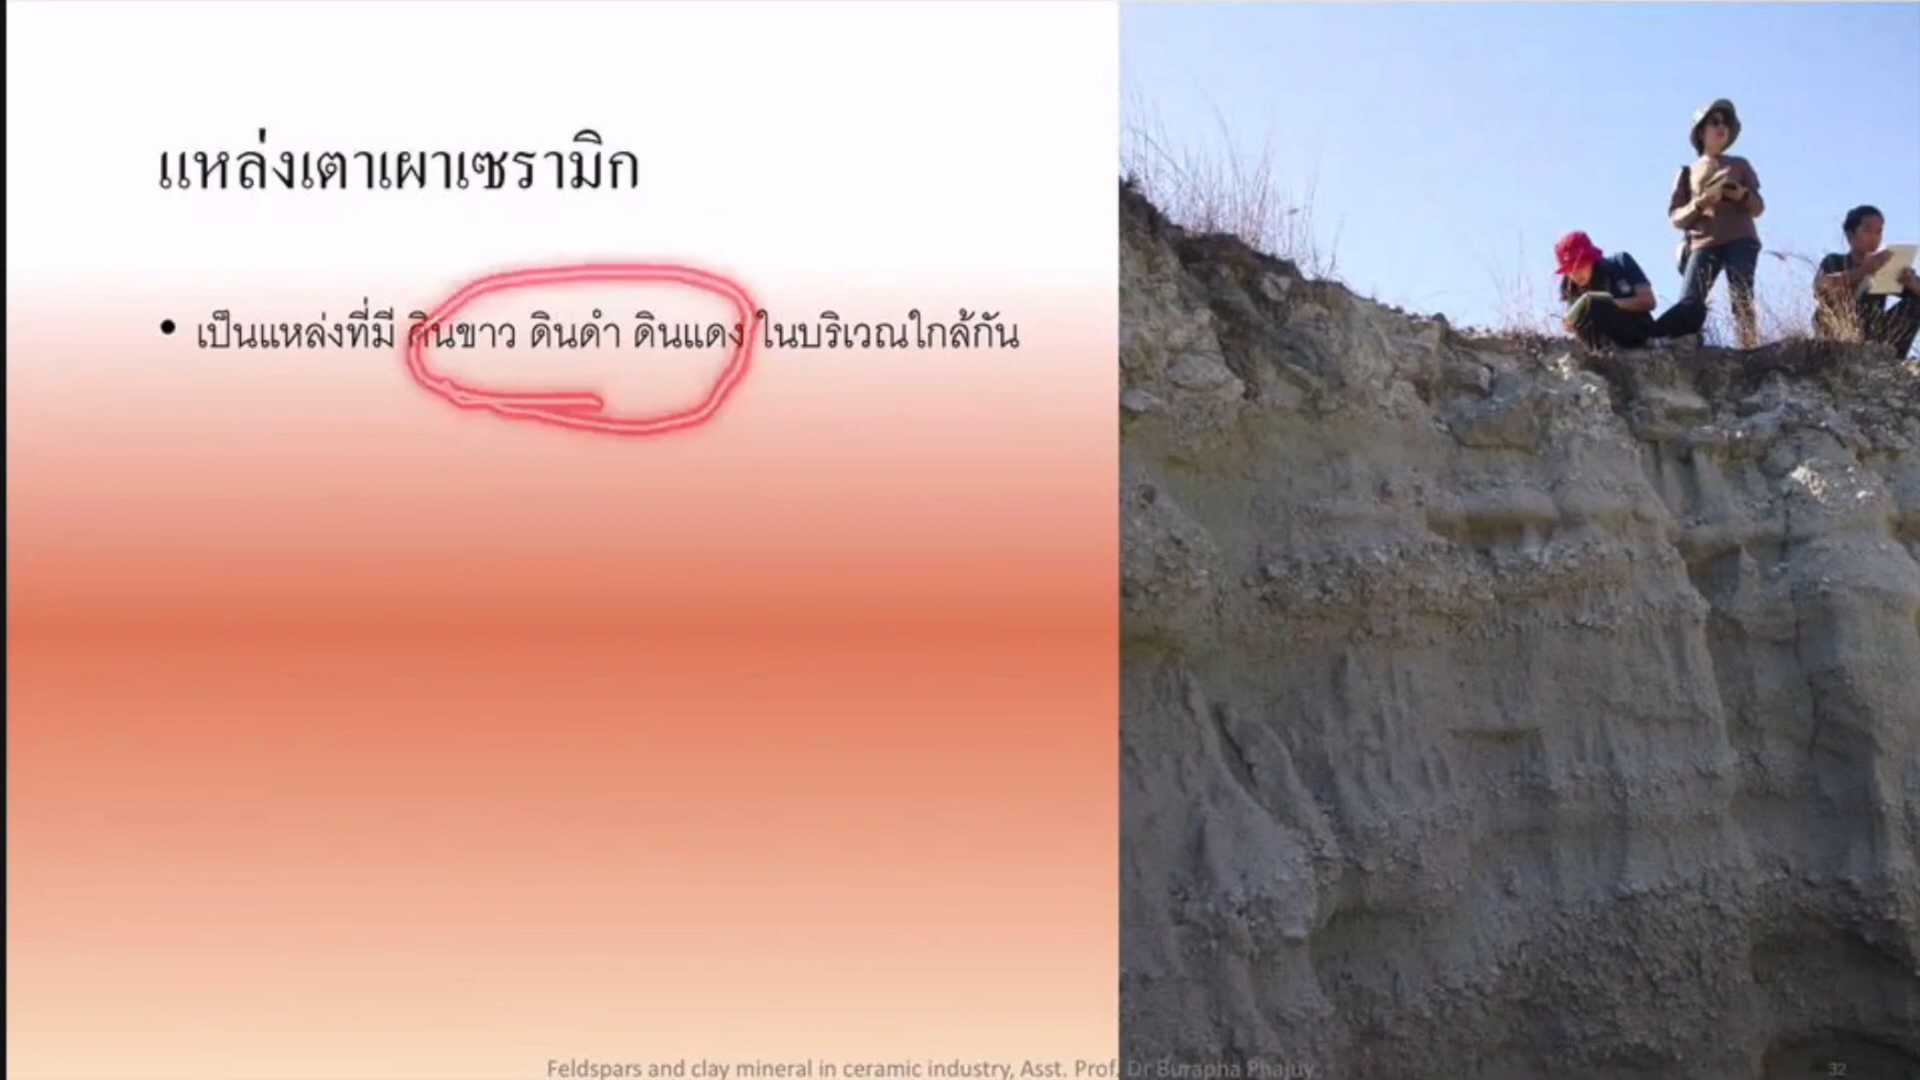 แหล่งเตาเผาเซรามิก
• เป็นแหล่งที่มี ดินขาว ดินดำ ดินแดง ในบริเวณใกล้กัน
Feldspars and clay mineral in ceramic industry, Asst. Prof. Dr Burapha Phajuy
32